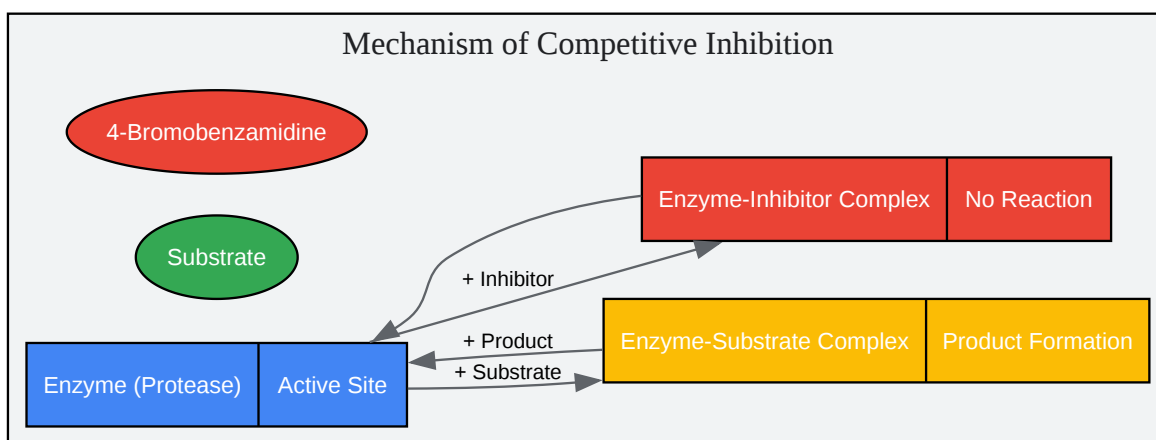 Mechanism of Competitive Inhibition
4-Bromobenzamidine
Enzyme-Inhibitor Complex
No Reaction
Substrate
+ Inhibitor
+ Product
Enzyme-Substrate Complex
Product Formation
+ Substrate
Enzyme (Protease)
Active Site